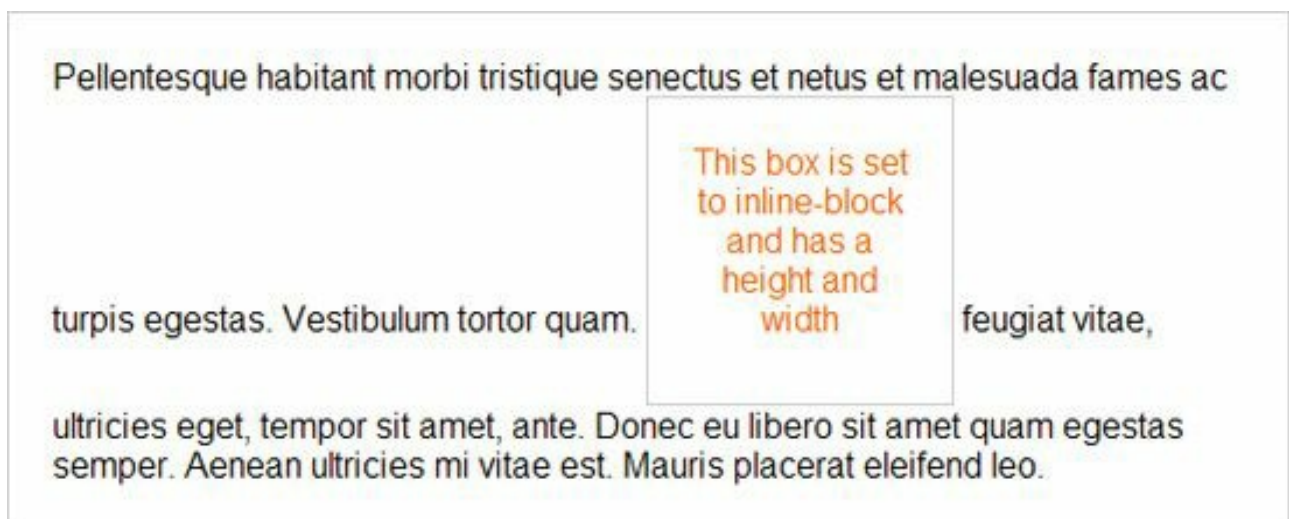 Pellentesque habitant morbi tristique senectus et netus et malesuada fames ac
This box is set
to inline-block
and has a
height and
turpis egestas. Vestibulum tortor quam. width feugiat vitae,
ultricies eget, tempor sit amet, ante. Donec eu libero sit amet quam egestas
semper. Aenean ultricies mi vitae est. Mauris placerat eleifend leo.